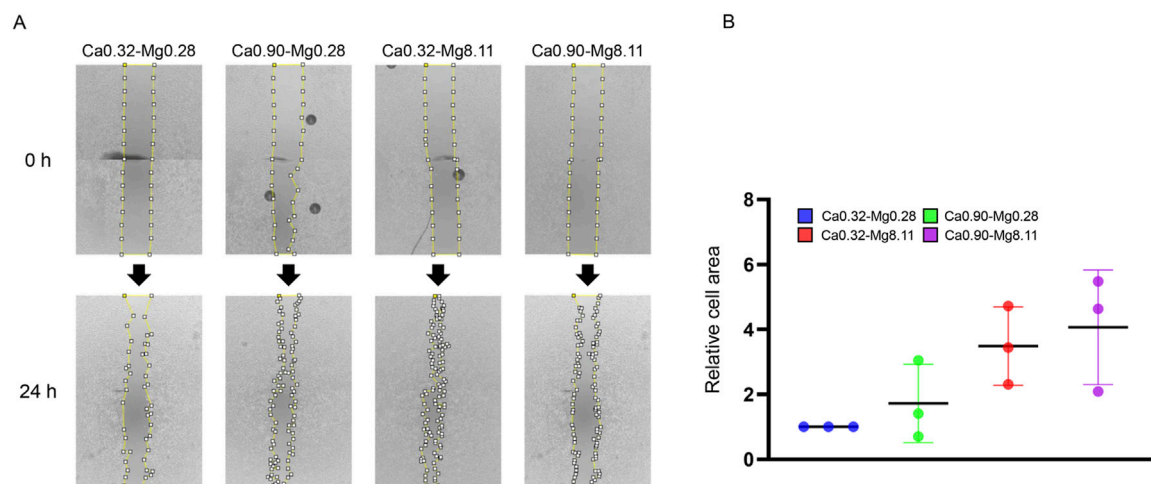 A
B
Ca0.32-Mg0.28 Ca0.90-Mg0.28 Ca0.32-Mg8.11 Ca0.90-Mg8.11
0 h
24 h
Relative cell area
8
6
4
2
0
Ca0.32-Mg0.28 Ca0.90-Mg0.28
Ca0.32-Mg8.11 Ca0.90-Mg8.11